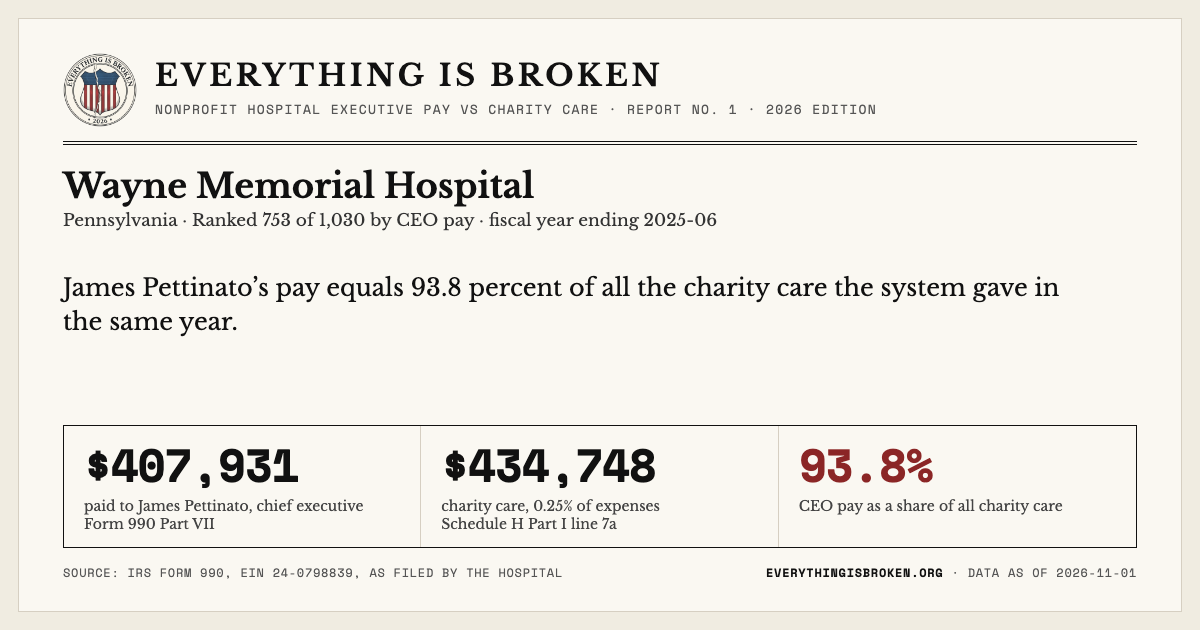 EVERYTHING IS BROKEN
2026
EVERYTHING IS BROKEN
NONPROFIT HOSPITAL EXECUTIVE PAY VS CHARITY CARE · REPORT NO. 1 · 2026 EDITION
Wayne Memorial Hospital
Pennsylvania · Ranked 753 of 1,030 by CEO pay · fiscal year ending 2025-06
James Pettinato’s pay equals 93.8 percent of all the charity care the system gave in
the same year.
$407,931
paid to James Pettinato, chief executive
Form 990 Part VII
$434,748
charity care, 0.25% of expenses
Schedule H Part I line 7a
93.8%
CEO pay as a share of all charity care
SOURCE: IRS FORM 990, EIN 24-0798839, AS FILED BY THE HOSPITAL
EVERYTHINGISBROKEN.ORG · DATA AS OF 2026-11-01